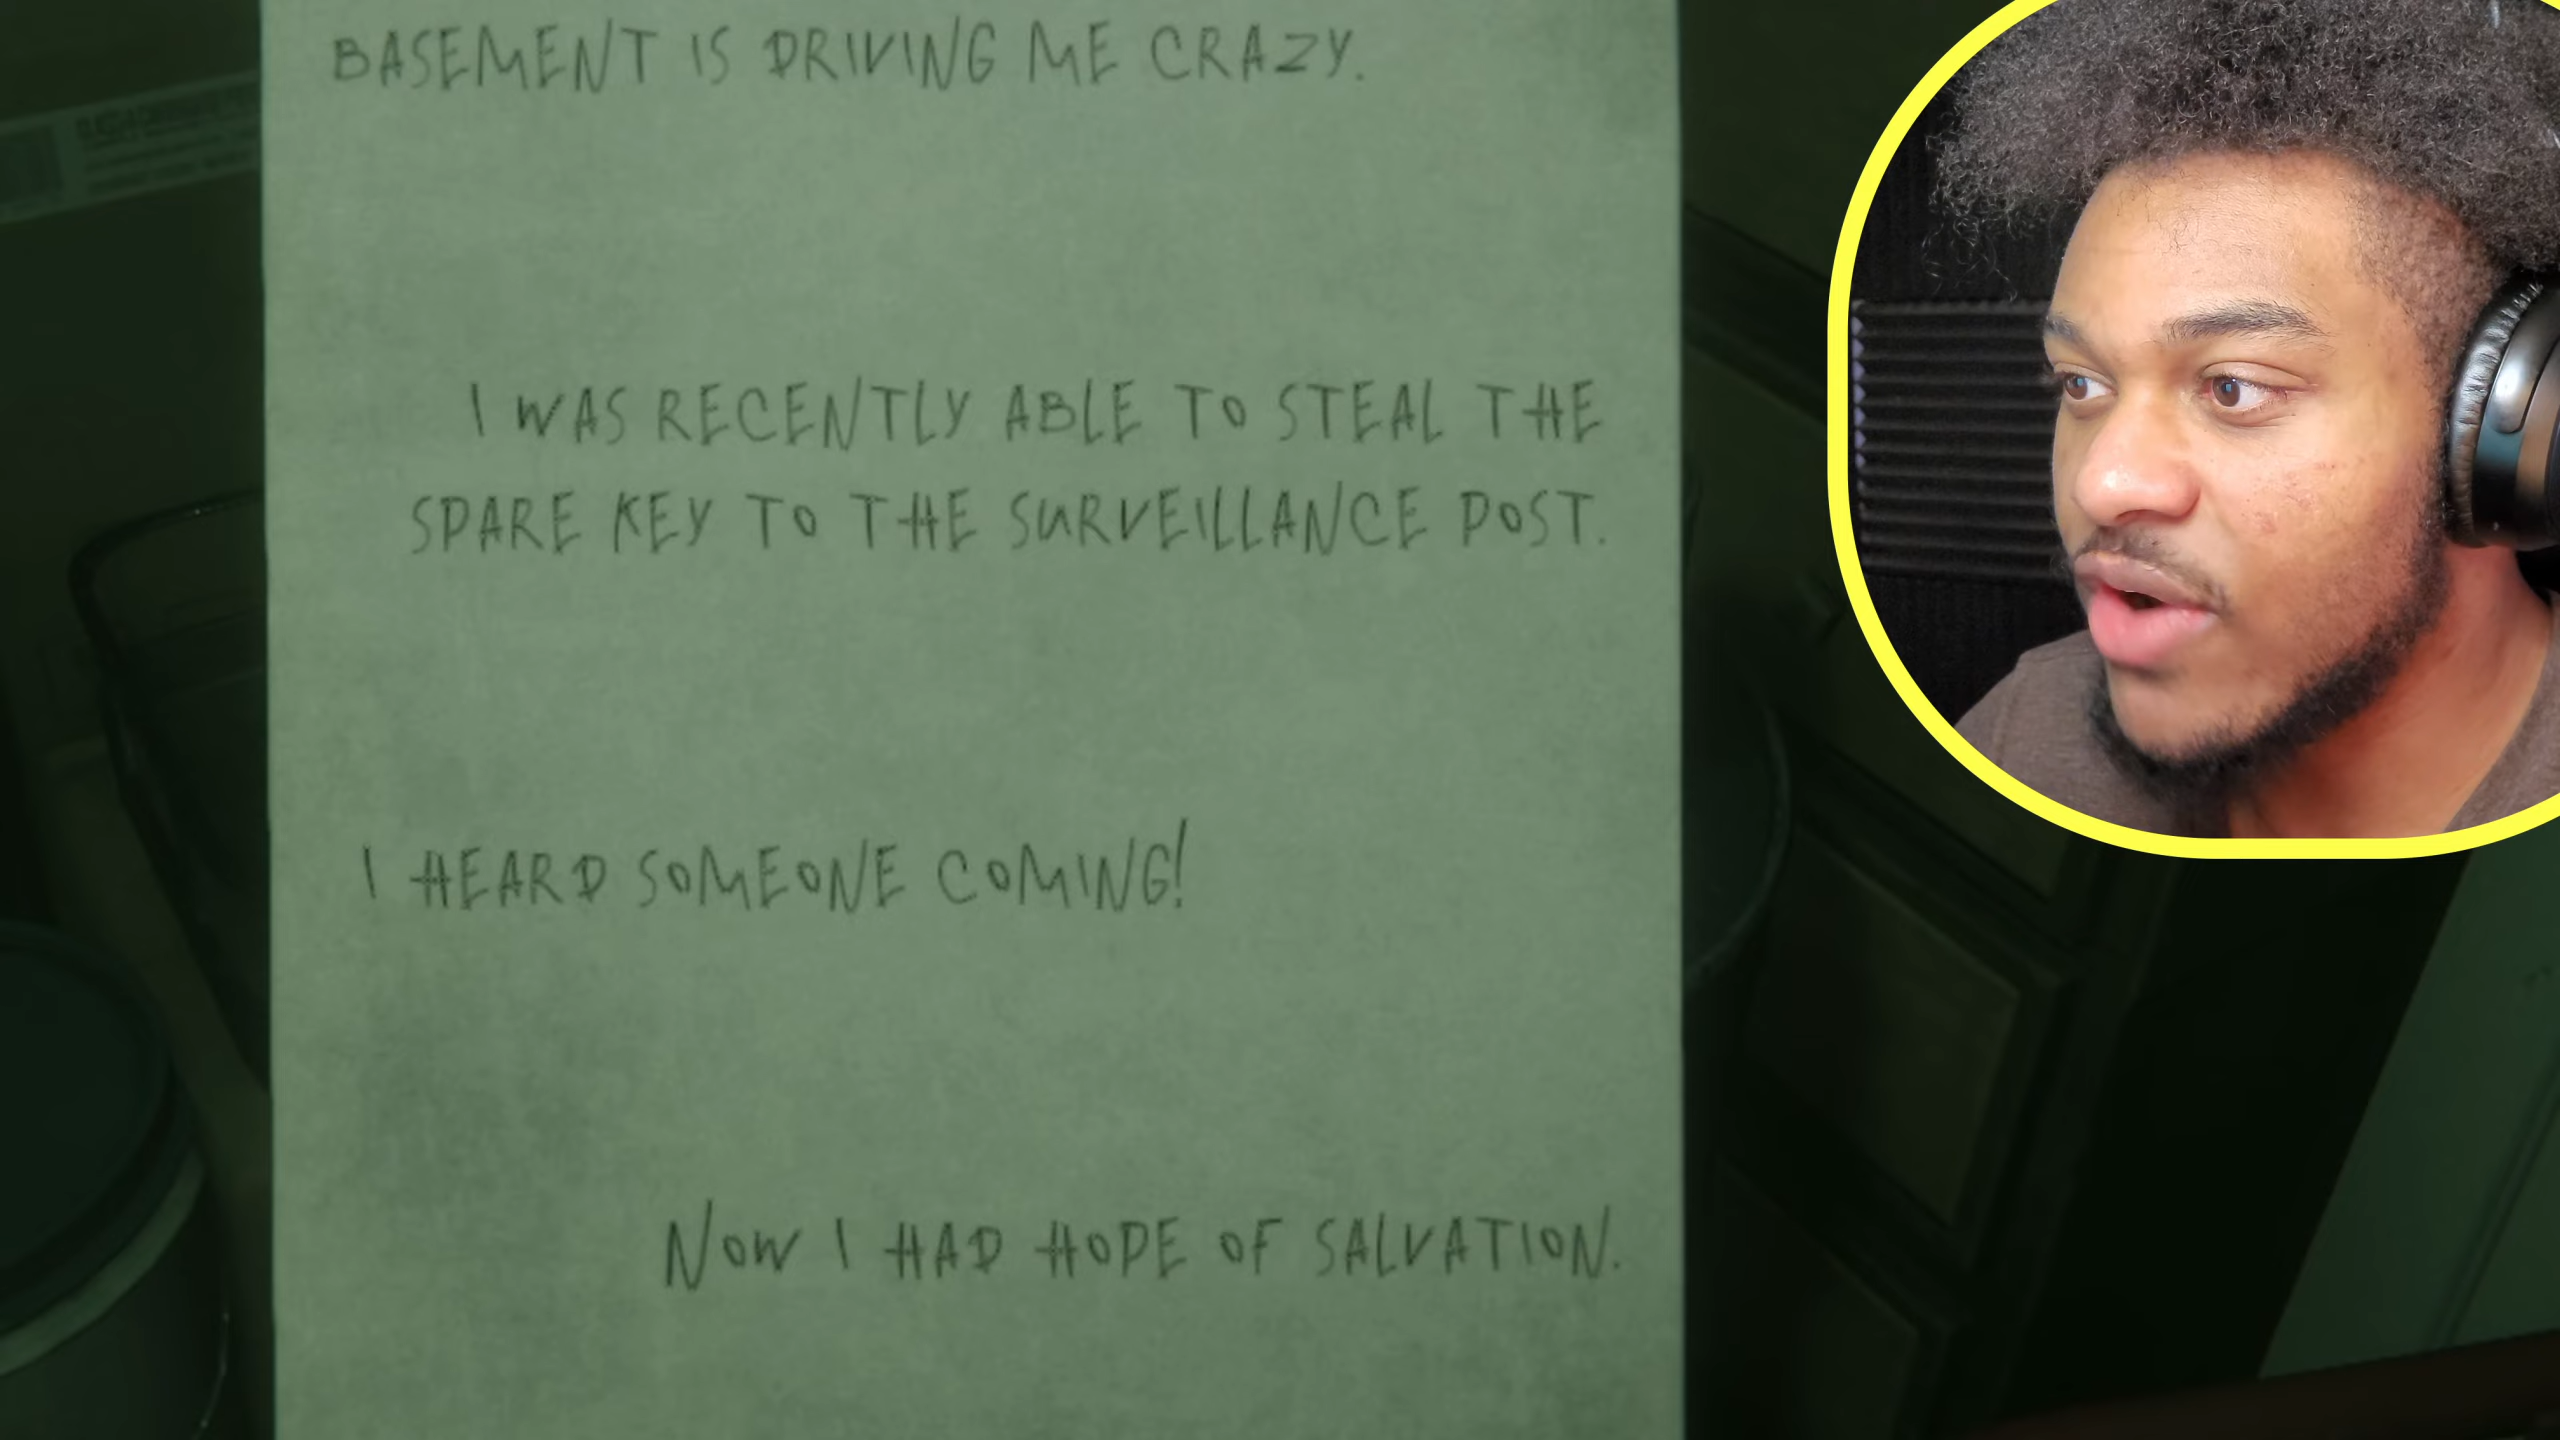 BASEMENT IS DRIVING ME CRAZY.
I WAS RECENTLY ABLE TO STEAL THE
SPARE KEY TO THE SURVEILLANCE POST.
I HEARD SOMEONE COMING!
NOW I HAD HOPE OF SALVATION.